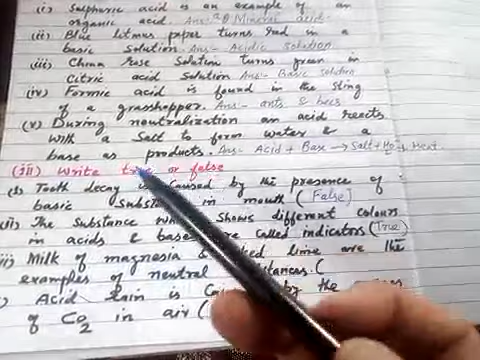 (i) Sulphuric acid is an example of an
organic acid. Ans:- Mineral acid.
(ii) Blue litmus paper turns red in a
basic solution. Ans- Acidic solution
(iii) China rose solution turns green in
citric acid solution Ans- Basic solution
(iv) Formic acid is found in the sting
of a grasshopper. Ans- ants & bees
(v) During neutralization an acid reacts
with a salt to form water & a
base as products. Ans- Acid + Base → Salt + H2O + Heat
(iii) Write true or false
(i) Tooth decay is caused by the presence of
basic in mouth (False)
(ii) The substance shows different colours
in acids & bases are called indicators (True)
Milk of magnesia & lime are the
examples of neutral substances. (
Acid rain is by the
of CO2 in air (